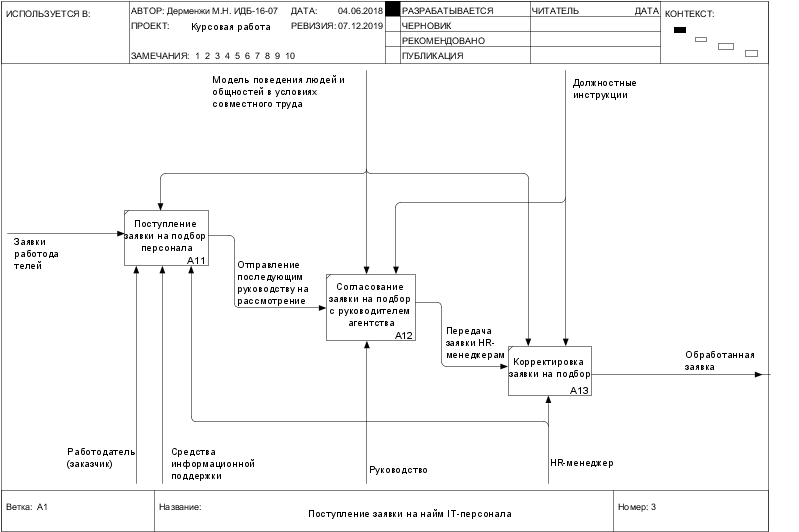 ИСПОЛЬЗУЕТСЯ В:
АВТОР: Дерменжи М.Н. ИДБ-16-07
ДАТА: 04.06.2018
ПРОЕКТ: Курсовая работа
РЕВИЗИЯ: 07.12.2019
ЗАМЕЧАНИЯ: 1 2 3 4 5 6 7 8 9 10
РАЗРАБАТЫВАЕТСЯ
ЧЕРНОВИК
РЕКОМЕНДОВАНО
ПУБЛИКАЦИЯ
ЧИТАТЕЛЬ
ДАТА
КОНТЕКСТ:
Модель поведения людей и
общностей в условиях
совместного труда
Должностные
инструкции
Поступление
заявки на подбор
персонала
A11
Заявки
работода
телей
Отправление
последующим
руководству на
рассмотрение
Согласование
заявки на подбор
с руководителем
агентства
A12
Передача
заявки HR-
менеджерам
Корректировка
заявки на подбор
A13
Обработанная
заявка
Работодатель
(заказчик)
Средства
информационной
поддержки
Руководство
HR-менеджер
Ветка: A1
Название:
Поступление заявки на найм IT-персонала
Номер: 3